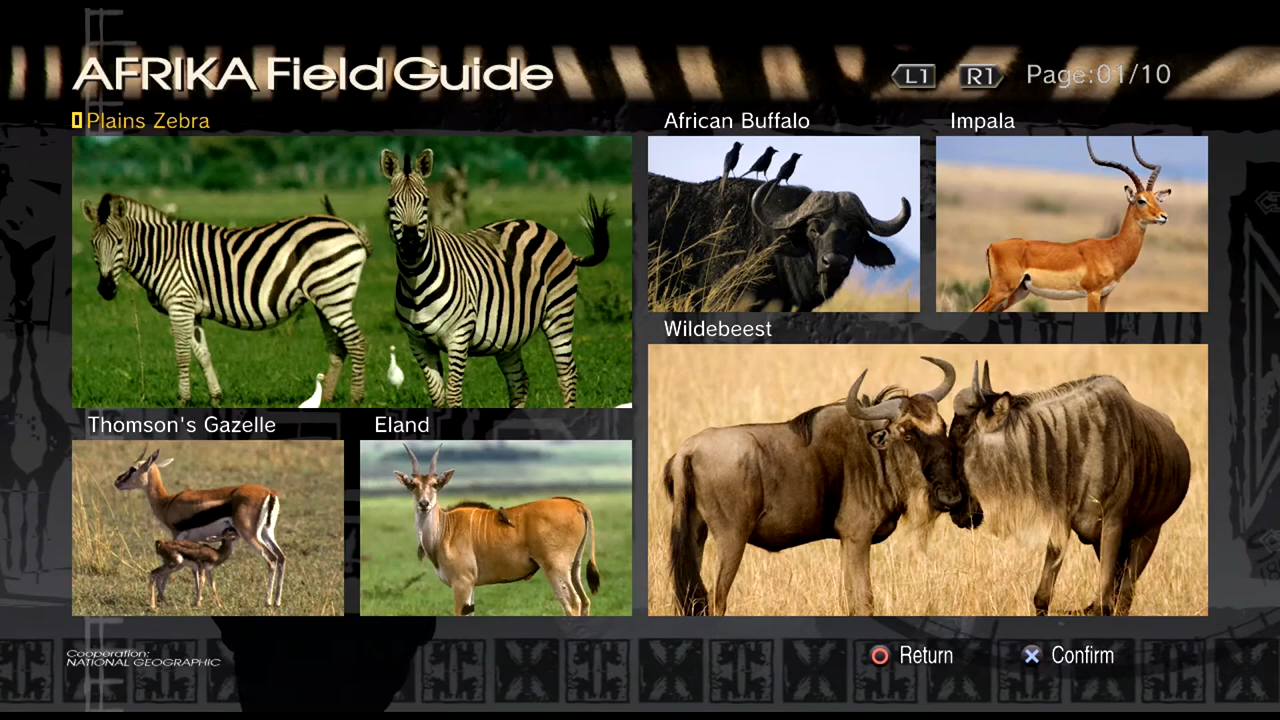 AFRIKA Field Guide
L1 R1 Page:01/10
Plains Zebra
African Buffalo
Impala
Wildebeest
Thomson's Gazelle
Eland
Cooperation:
NATIONAL GEOGRAPHIC
Return
Confirm